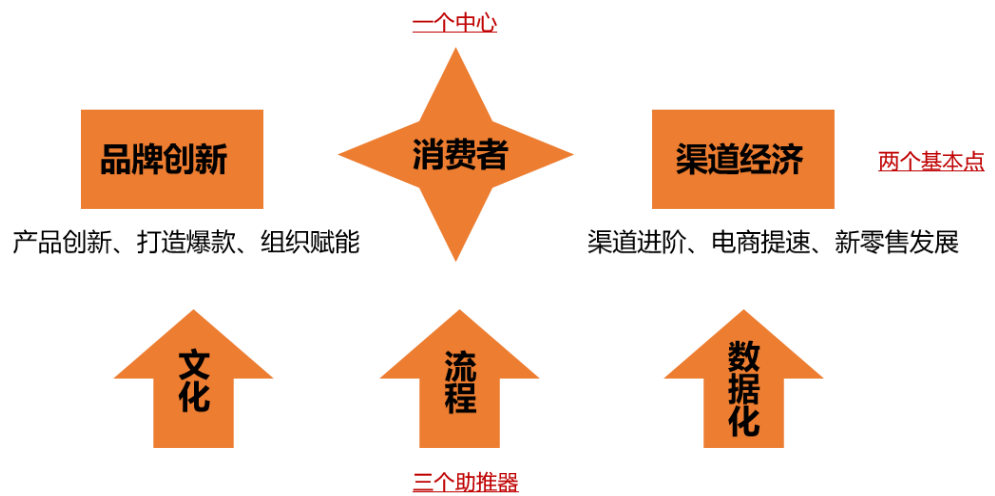 一个中心
品牌创新
消费者
渠道经济
两个基本点
产品创新、打造爆款、组织赋能
渠道进阶、电商提速、新零售发展
文化
流程
数据化
三个助推器